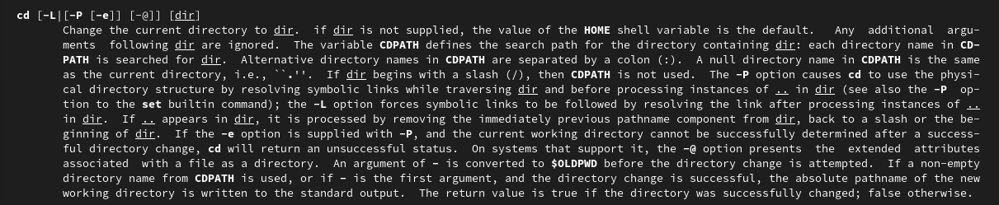 cd [-L|[-P [-e]] [-@]] [dir]
Change the current directory to dir.  if dir is not supplied, the value of the HOME shell variable is the default.  Any additional argu-
ments following dir are ignored.  The variable CDPATH defines the search path for the directory containing dir: each directory name in CD-
PATH is searched for dir.  Alternative directory names in CDPATH are separated by a colon (:).  A null directory name in CDPATH is the same
as the current directory, i.e., ``.''.  If dir begins with a slash (/), then CDPATH is not used.  The -P option causes cd to use the physi-
cal directory structure by resolving symbolic links while traversing dir and before processing instances of .. in dir (see also the -P op-
tion to the set builtin command); the -L option forces symbolic links to be followed by resolving the link after processing instances of ..
in dir.  If .. appears in dir, it is processed by removing the immediately previous pathname component from dir, back to a slash or the be-
ginning of dir.  If the -e option is supplied with -P, and the current working directory cannot be successfully determined after a success-
ful directory change, cd will return an unsuccessful status.  On systems that support it, the -@ option presents the extended attributes
associated with a file as a directory.  An argument of - is converted to $OLDPWD before the directory change is attempted.  If a non-empty
directory name from CDPATH is used, or if - is the first argument, and the directory change is successful, the absolute pathname of the new
working directory is written to the standard output.  The return value is true if the directory was successfully changed; false otherwise.